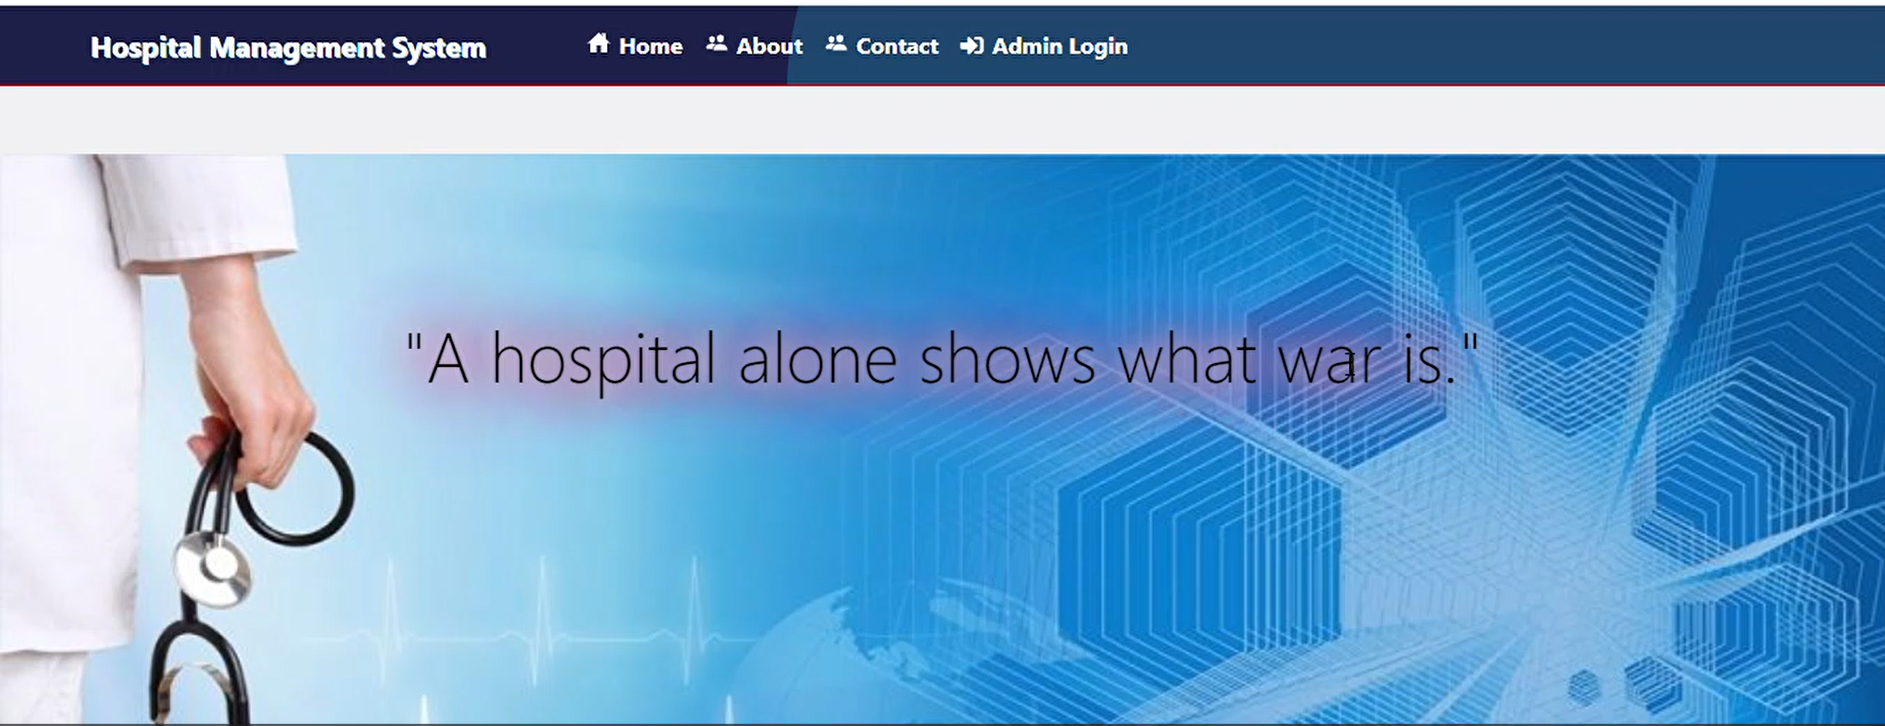 Hospital Management System Home About Contact Admin Login
"A hospital alone shows what war is."